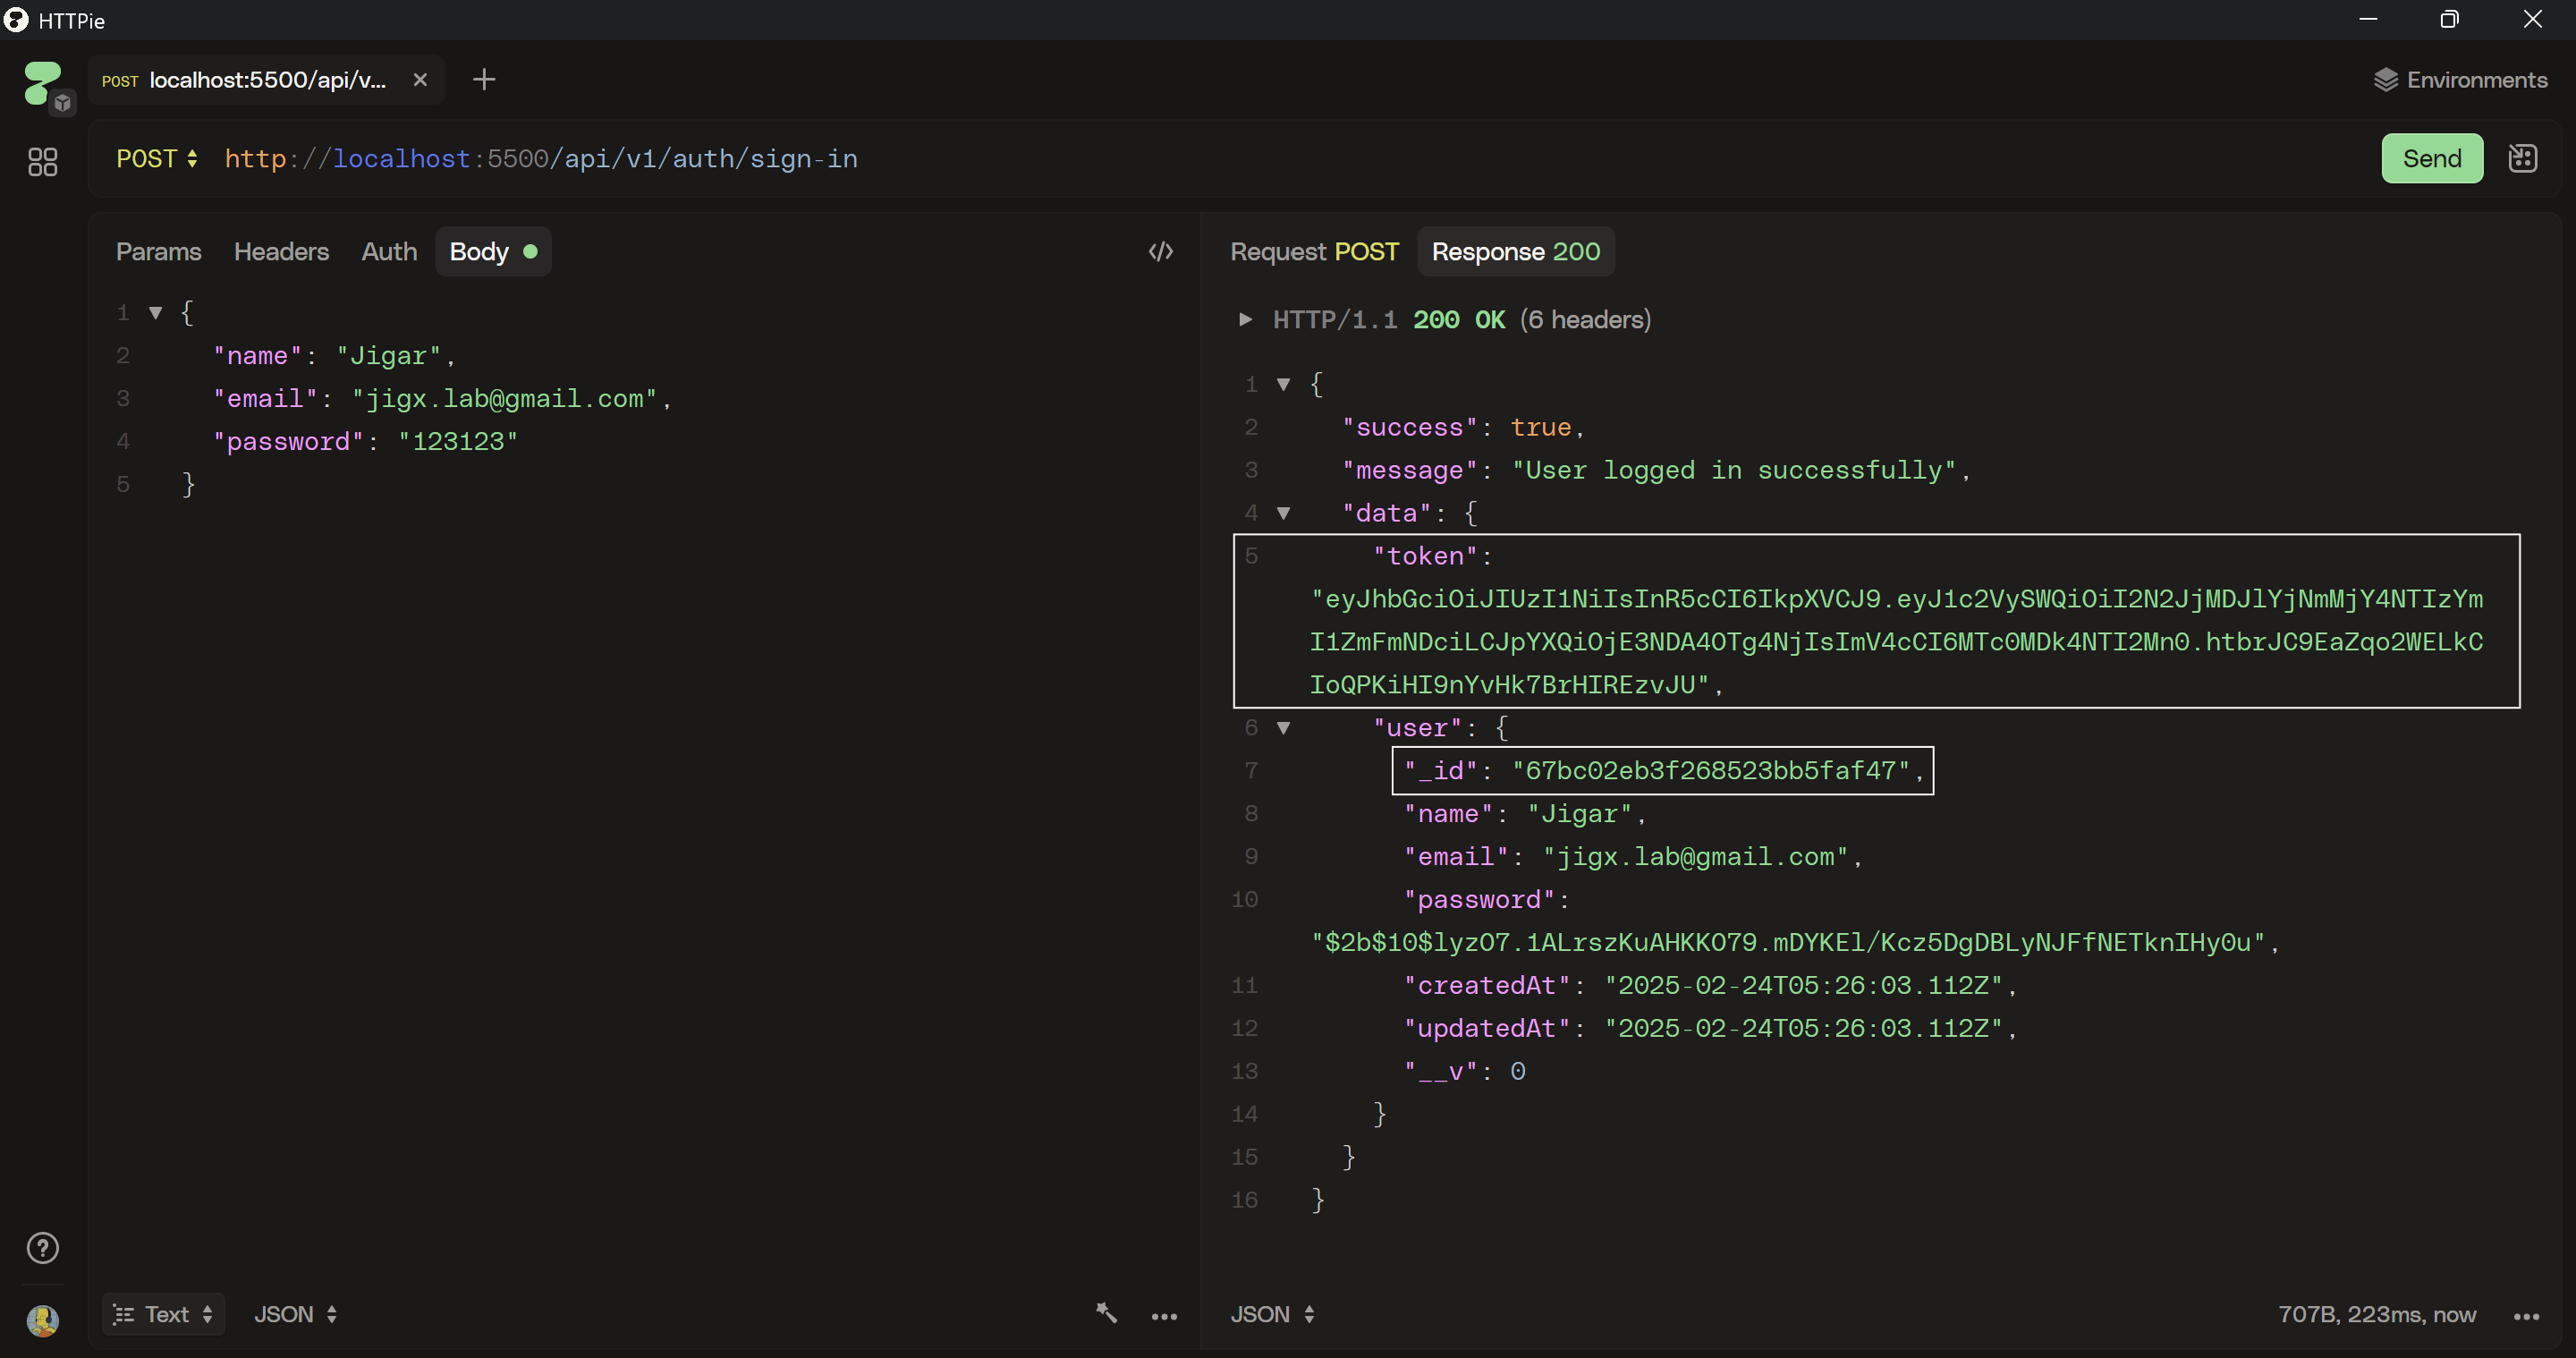 HTTPie
POST localhost:5500/api/v...
Environments
POST http://localhost:5500/api/v1/auth/sign-in
Send
Params Headers Auth Body
1 {
2 "name": "Jigar",
3 "email": "jigx.lab@gmail.com",
4 "password": "123123"
5 }
Text JSON
Request POST Response 200
HTTP/1.1 200 OK (6 headers)
1 {
2 "success": true,
3 "message": "User logged in successfully",
4 "data": {
5 "token":
"eyJhbGciOiJIUzI1NiIsInR5cCI6IkpXVCJ9.eyJ1c2VySWQiOiI2N2JjMDJlYjNmMjY4NTIzYm
I1ZmFmNDciLCJpYXQiOjE3NDA4OTg4NjIsImV4cCI6MTc0MDk4NTI2Mn0.htbrJC9EaZqo2WELkC
IoQPKiHI9nYvHk7BrHIREzvJU",
6 "user": {
7 "_id": "67bc02eb3f268523bb5faf47",
8 "name": "Jigar",
9 "email": "jigx.lab@gmail.com",
10 "password":
"$2b$10$lyzO7.1ALrszKuAHKKO79.mDYKEl/Kcz5DgDBLyNJFfNETknIHy0u",
11 "createdAt": "2025-02-24T05:26:03.112Z",
12 "updatedAt": "2025-02-24T05:26:03.112Z",
13 "__v": 0
14 }
15 }
16 }
JSON
707B, 223ms, now